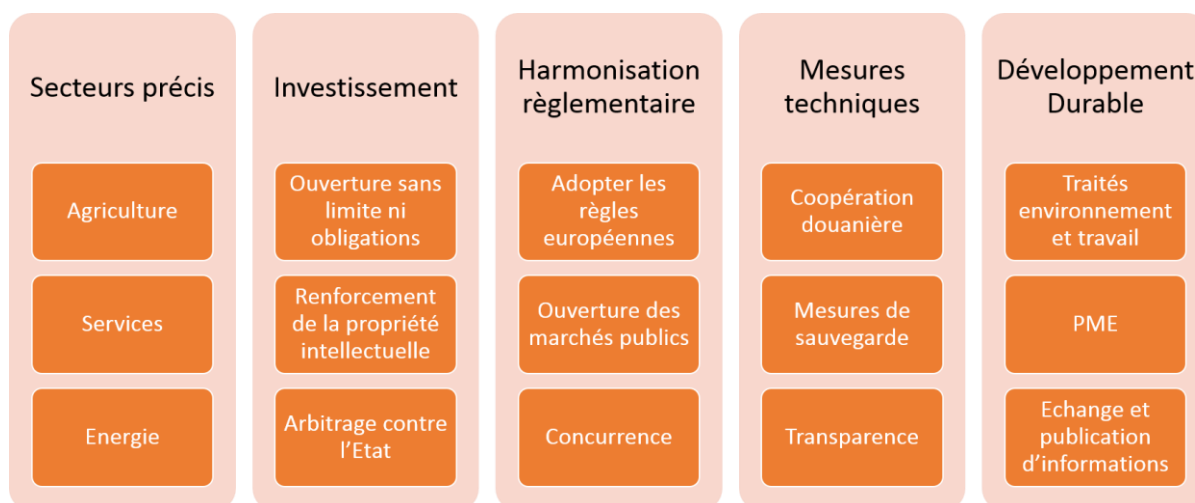 Secteurs précis
Agriculture
Services
Energie
Investissement
Ouverture sans
limite ni
obligations
Renforcement
de la propriété
intellectuelle
Arbitrage contre
l'Etat
Harmonisation
règlementaire
Adopter les
règles
européennes
Ouverture des
marchés publics
Concurrence
Mesures
techniques
Coopération
douanière
Mesures de
sauvegarde
Transparence
Développement
Durable
Traités
environnement
et travail
PME
Echange et
publication
d'informations